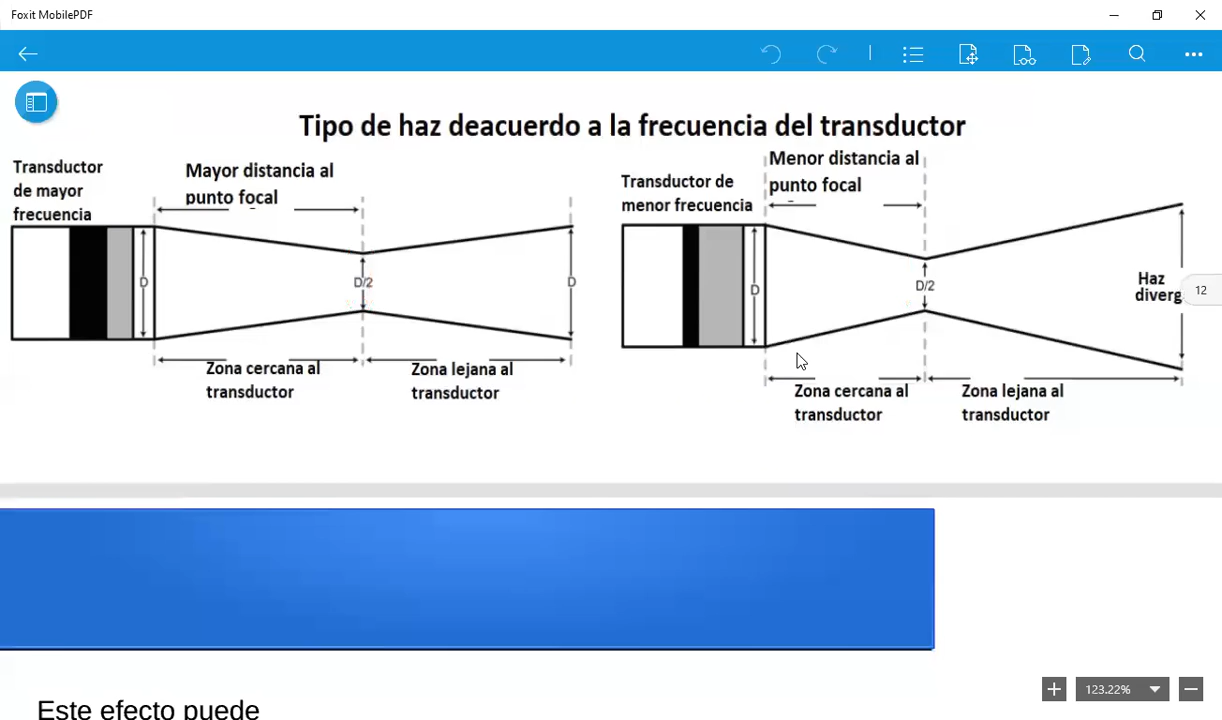 Foxit MobilePDF
Tipo de haz deacuerdo a la frecuencia del transductor
Transductor
de mayor
frecuencia
Mayor distancia al
punto focal
D
D/2
D
Zona cercana al
transductor
Zona lejana al
transductor
Transductor de
menor frecuencia
Menor distancia al
punto focal
D
D/2
Haz
diverg
12
Zona cercana al
transductor
Zona lejana al
transductor
123.22%
Este efecto puede